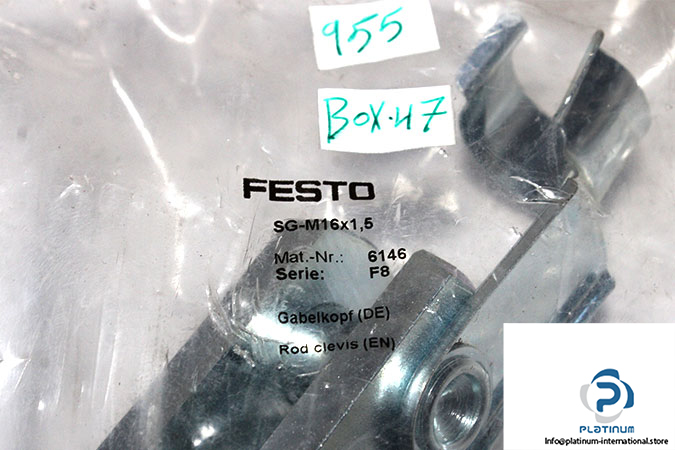 955
BOX.47
FESTO
SG-M16x1,5
Mat.-Nr.: 6146
Serie: F8
Gabelkopf (DE)
Rod clevis (EN)
PLATINUM
info@platinum-international.store